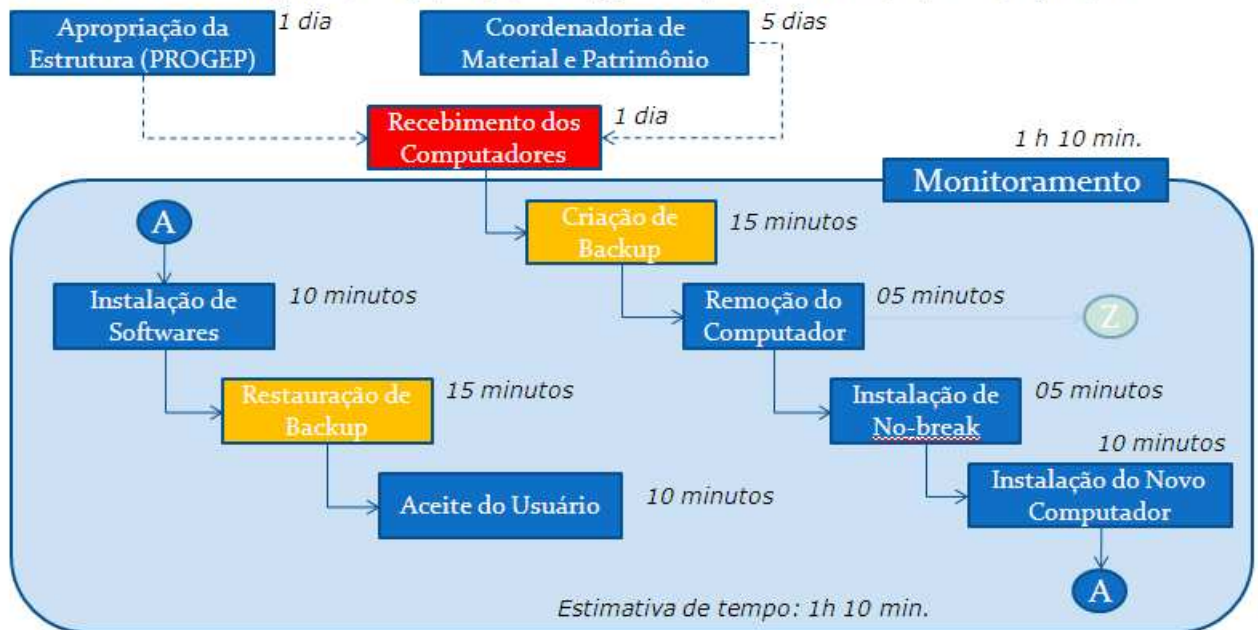 Apropriação da
Estrutura (PROGEP)
1 dia
Coordenadoria de
Material e Patrimônio
5 dias
Recebimento dos
Computadores
1 dia
1 h 10 min.
Monitoramento
A
Criação de
Backup
15 minutos
Instalação de
Softwares
10 minutos
Remoção do
Computador
05 minutos
Z
Restauração de
Backup
15 minutos
Instalação de
No-break
05 minutos
10 minutos
Aceite do Usuário
10 minutos
Instalação do Novo
Computador
A
Estimativa de tempo: 1h 10 min.